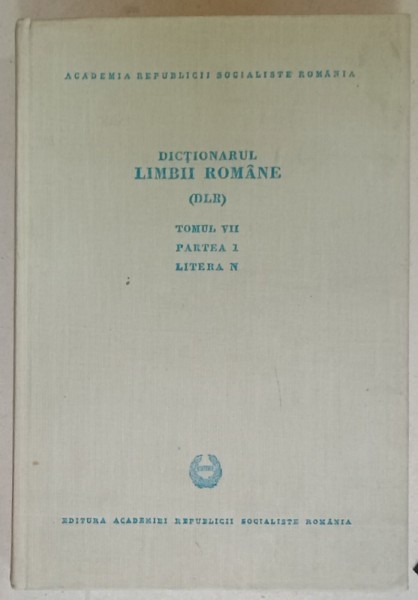 ACADEMIA REPUBLICII SOCIALISTE ROMÂNIA
DICȚIONARUL
LIMBII ROMÂNE
(DLR)
TOMUL VII
PARTEA 1
LITERA N
EDITURA ACADEMIEI REPUBLICII SOCIALISTE ROMÂNIA